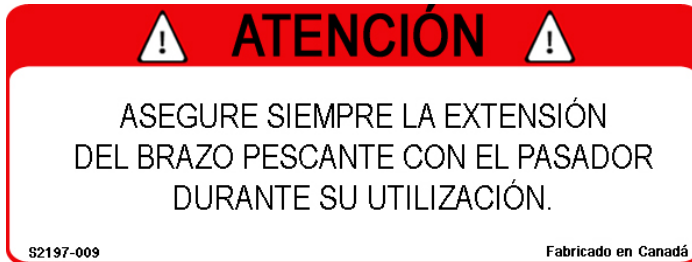 ATENCIÓN
ASEGURE SIEMPRE LA EXTENSIÓN
DEL BRAZO PESCANTE CON EL PASADOR
DURANTE SU UTILIZACIÓN.
S2197-009
Fabricado en Canadá